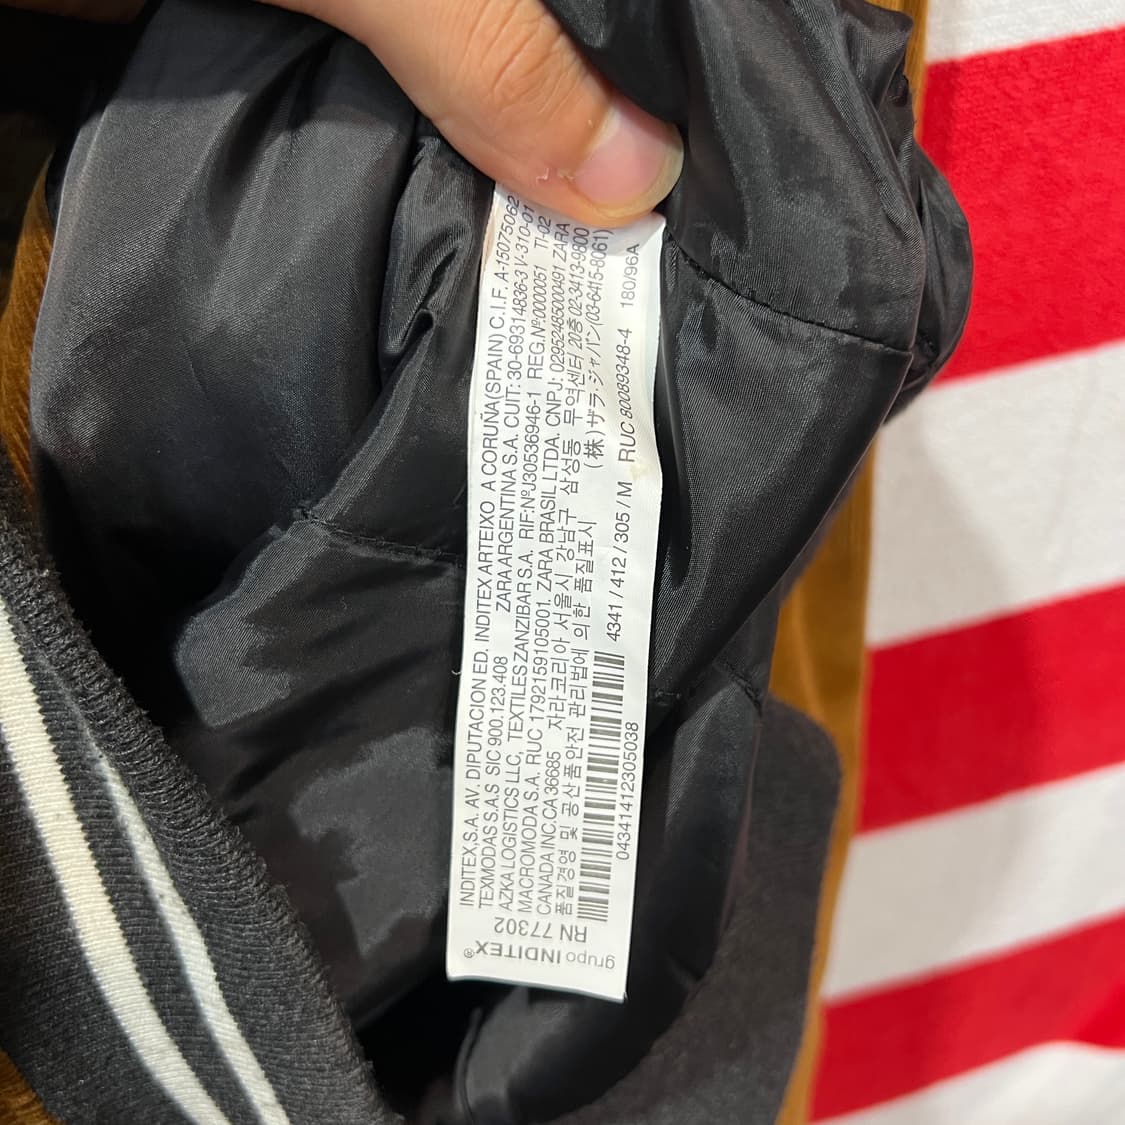 INDITEX,S.A. AV. DIPUTACION ED. INDITEX ARTEIXO A CORUÑA(SPAIN) C.I.F. A-15075062
TEXMODAS S.A.S SIC 900.123.408 ZARA ARGENTINA S.A. CUIT: 30-69314836-3 V-310-01
AZKA LOGISTICS LLC, TEXTILES ZANZIBAR S.A. RIF:NºJ30536946-1 REG.Nº:0000051 TI-02
MACROMODA S.A. RUC 1792159105001. ZARA BRASIL LTDA. CNPJ: 02952485000491 ZARA
CANADA INC.CA 36685 자라코리아 서울시 강남구 삼성동 무역센터 20층 02-3413-9800
품질경영 및 공산품안전 관리법에 의한 품질표시 (株)ザラ·ジャパン(03-6415-8061)
4341 / 412 / 305 / M RUC 80089348-4 180/96A
04341412305038
RN 77302
grupo INDITEX®